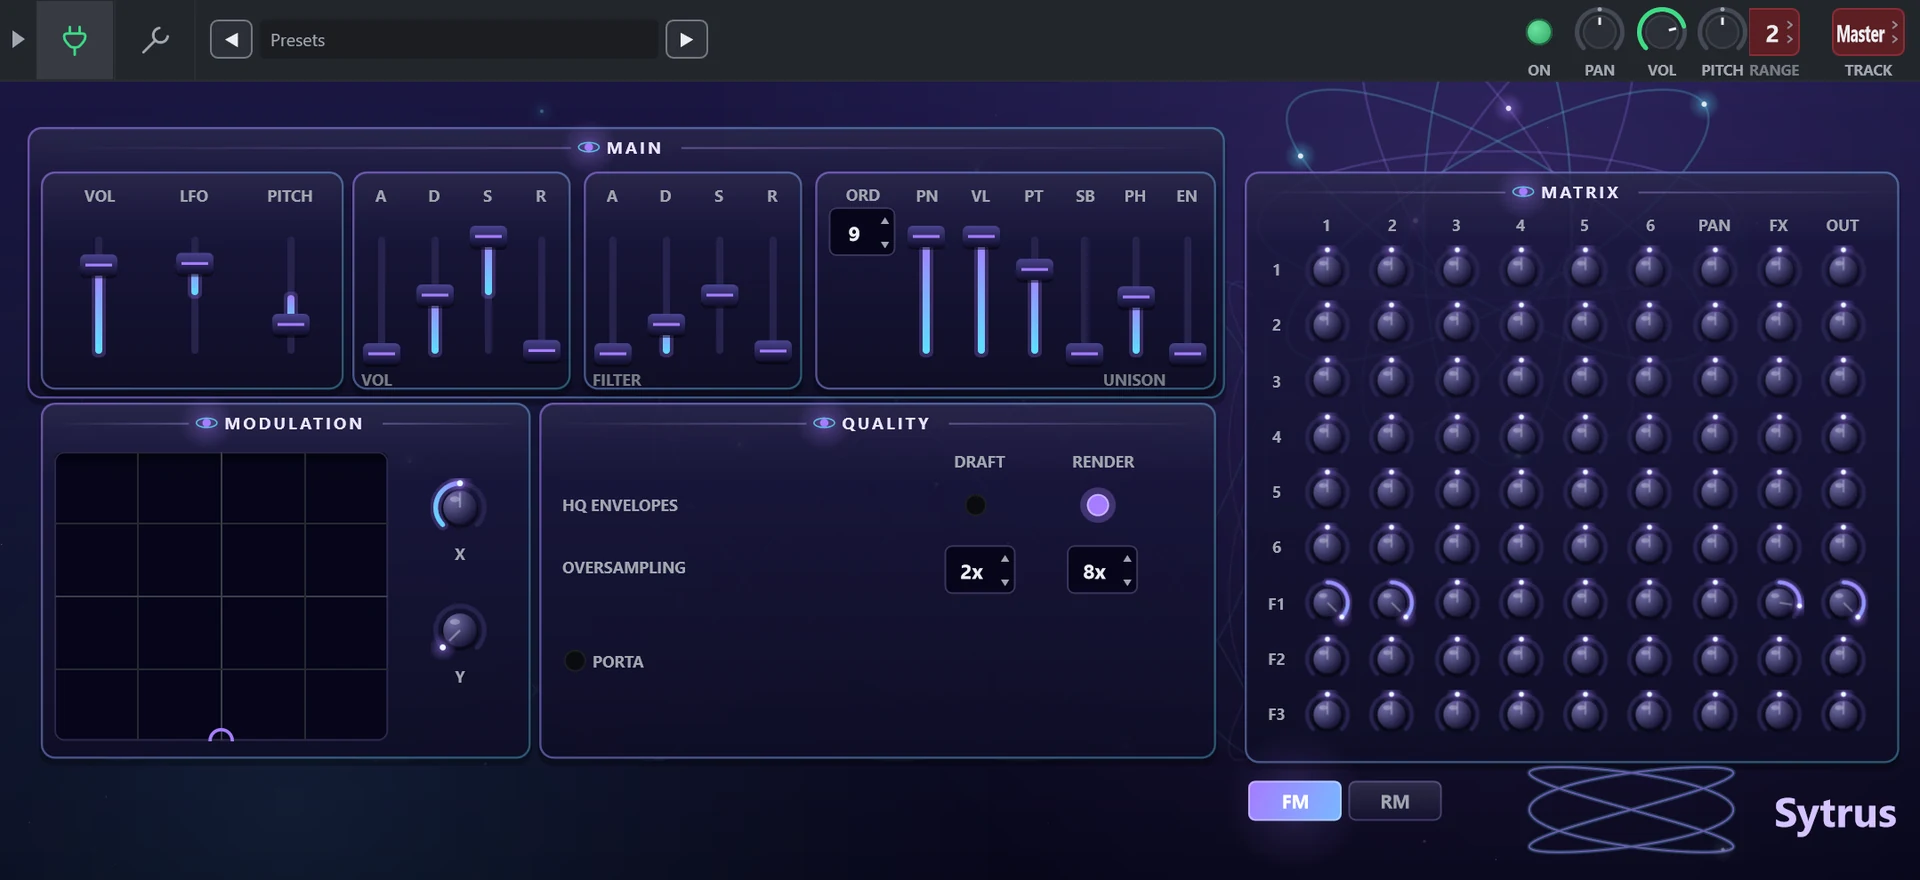 Presets
ON PAN VOL PITCH RANGE TRACK
2
Master
MAIN
VOL LFO PITCH
A D S R
VOL
A D S R
FILTER
ORD PN VL PT SB PH EN
9
UNISON
MODULATION
X
Y
QUALITY
DRAFT RENDER
HQ ENVELOPES
OVERSAMPLING 2x 8x
PORTA
MATRIX
1 2 3 4 5 6 PAN FX OUT
1
2
3
4
5
6
F1
F2
F3
FM RM
Sytrus